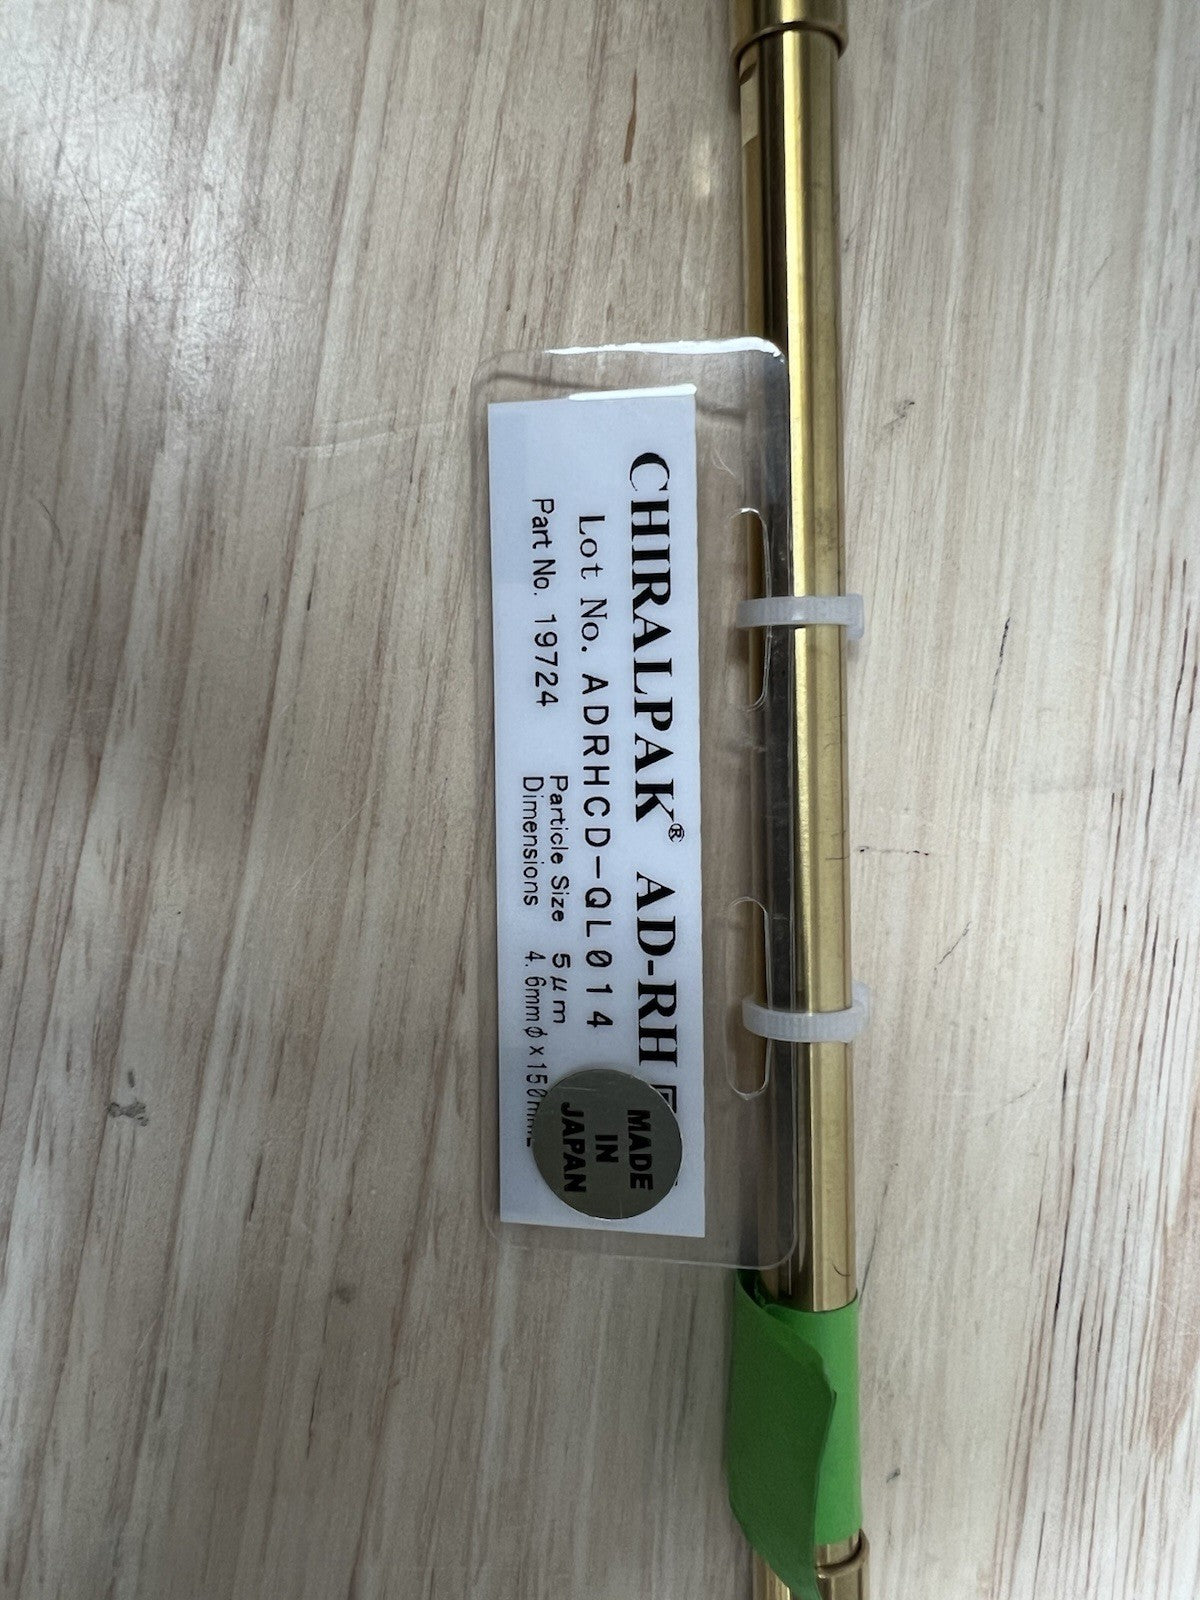 CHIRALPAK® AD-RH
Lot No. ADRHCD-QL014
Part No. 19724
Particle Size 5μm
Dimensions 4.6mmφ x 150mmL
MADE
IN
JAPAN